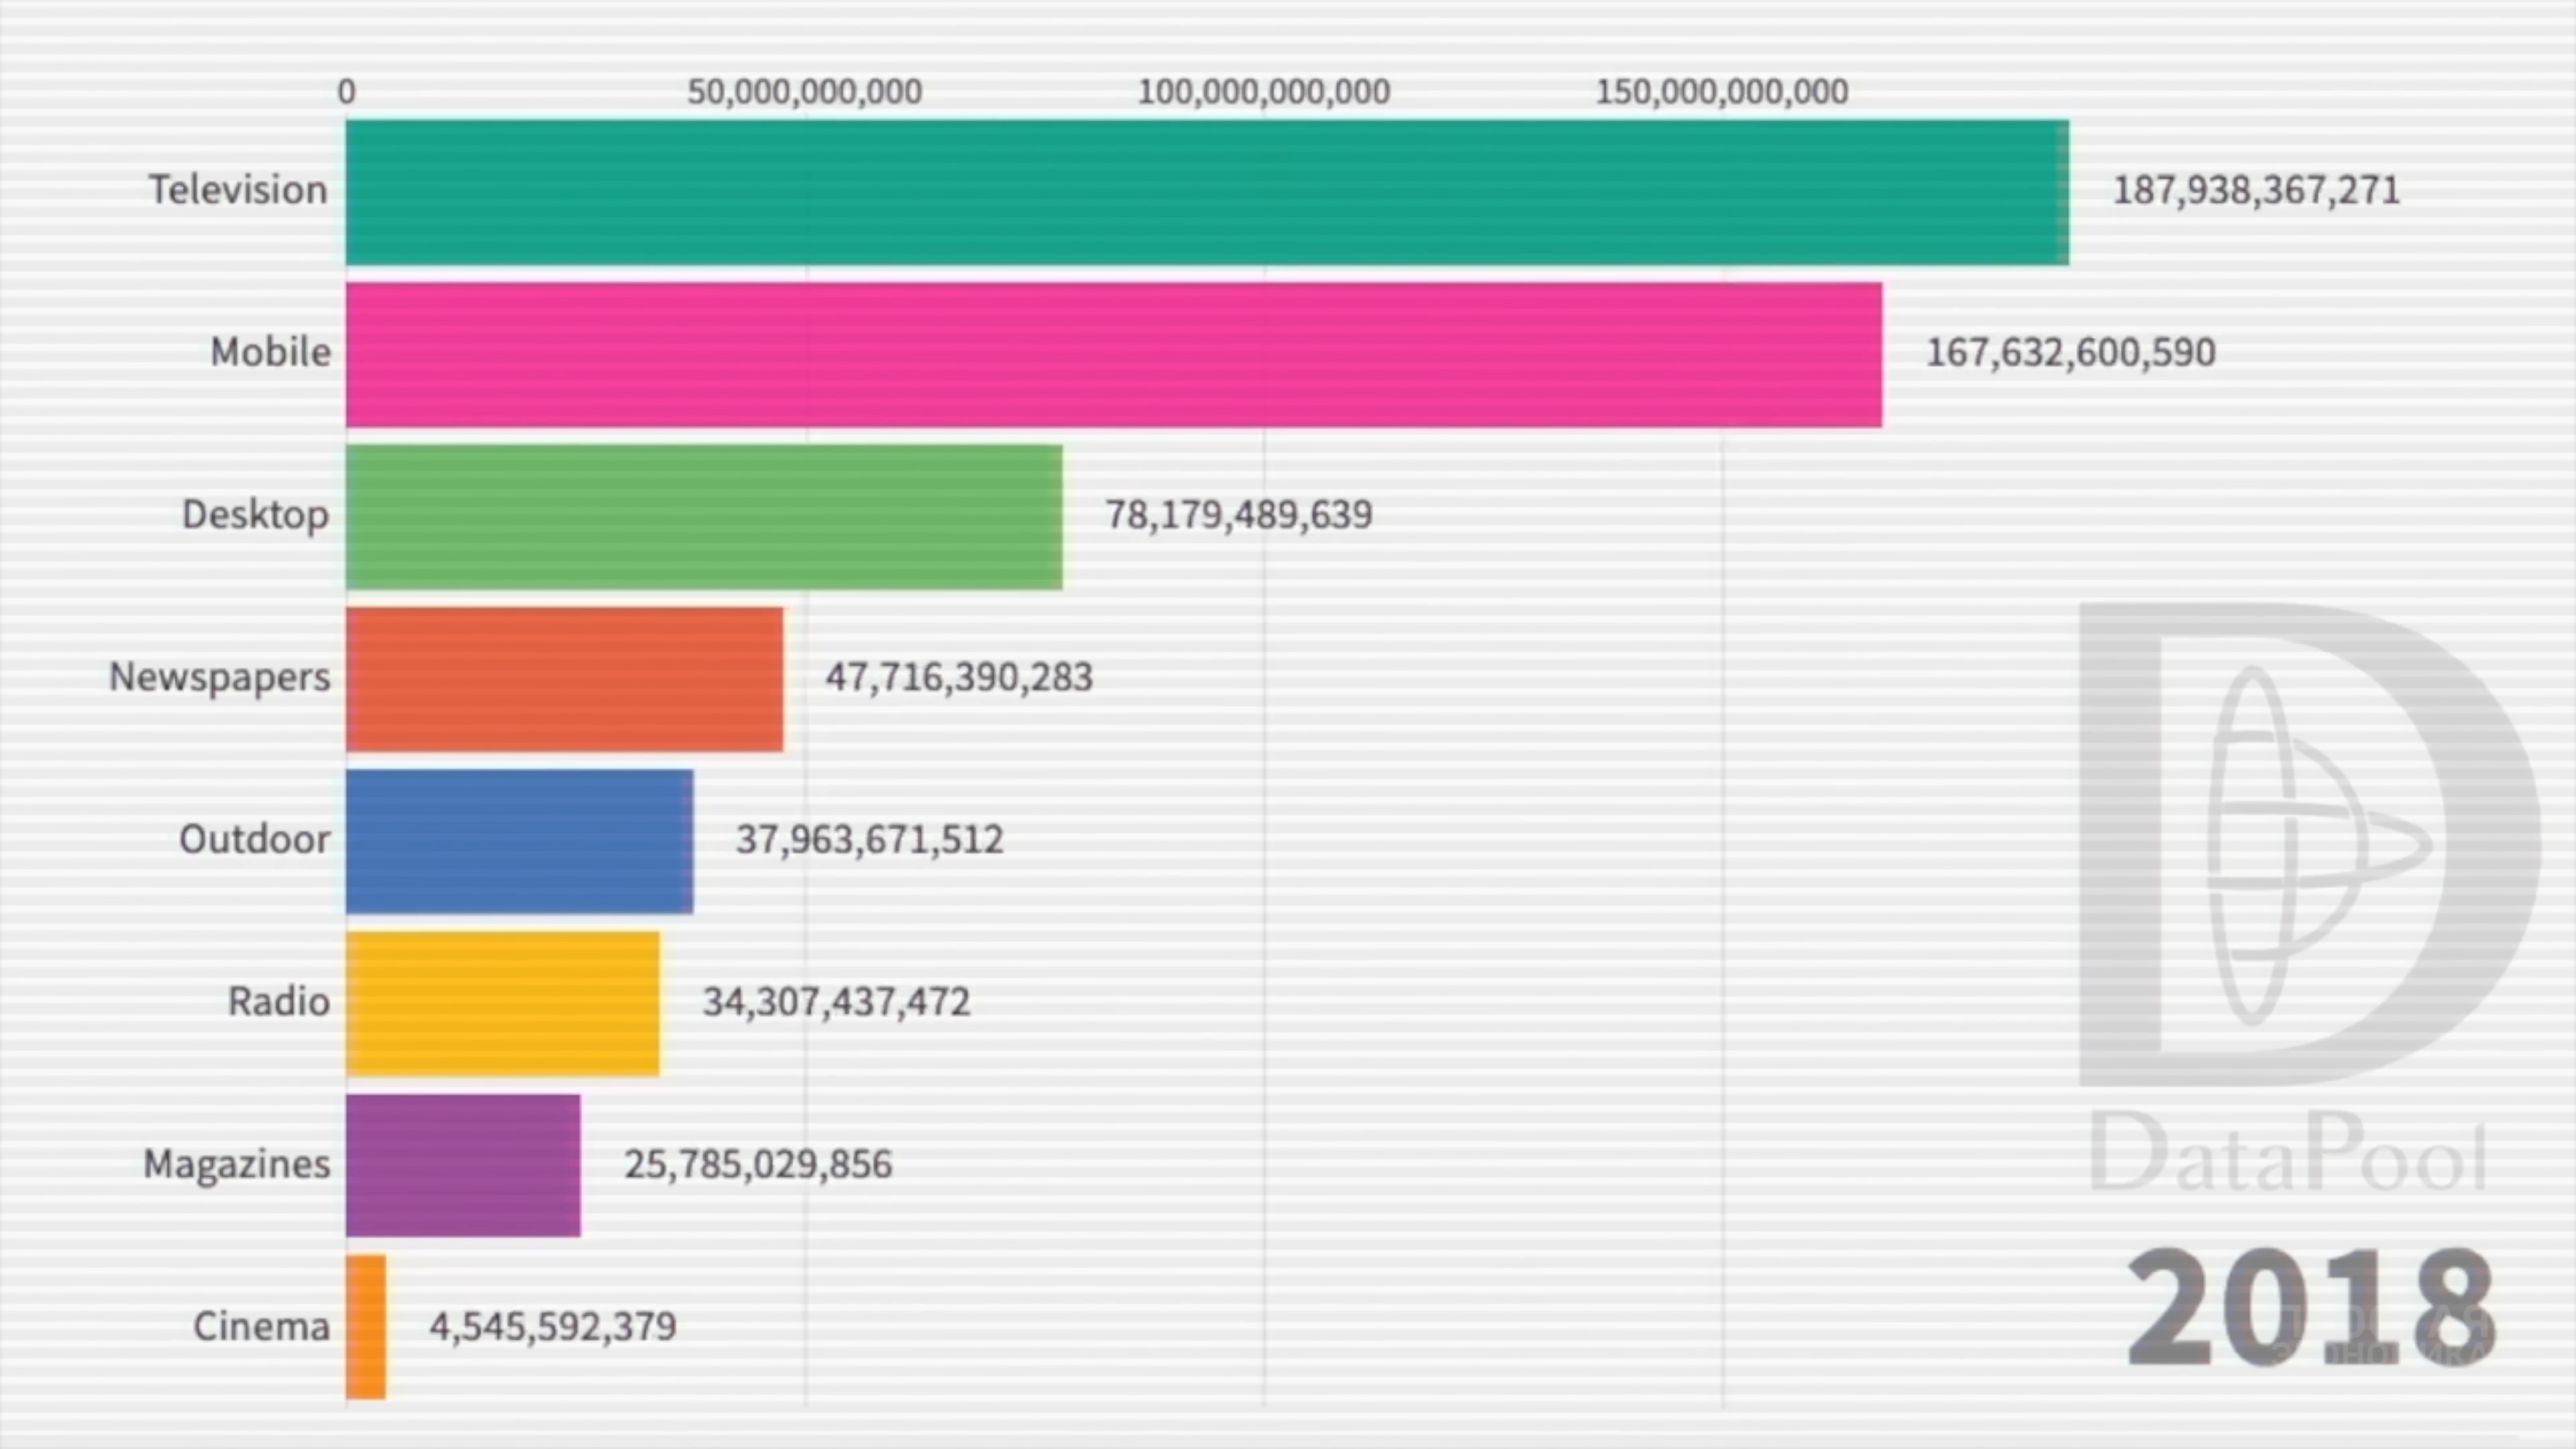 0 50,000,000,000 100,000,000,000 150,000,000,000
Television 187,938,367,271
Mobile 167,632,600,590
Desktop 78,179,489,639
Newspapers 47,716,390,283
Outdoor 37,963,671,512
Radio 34,307,437,472
Magazines 25,785,029,856
Cinema 4,545,592,379
DataPool
2018